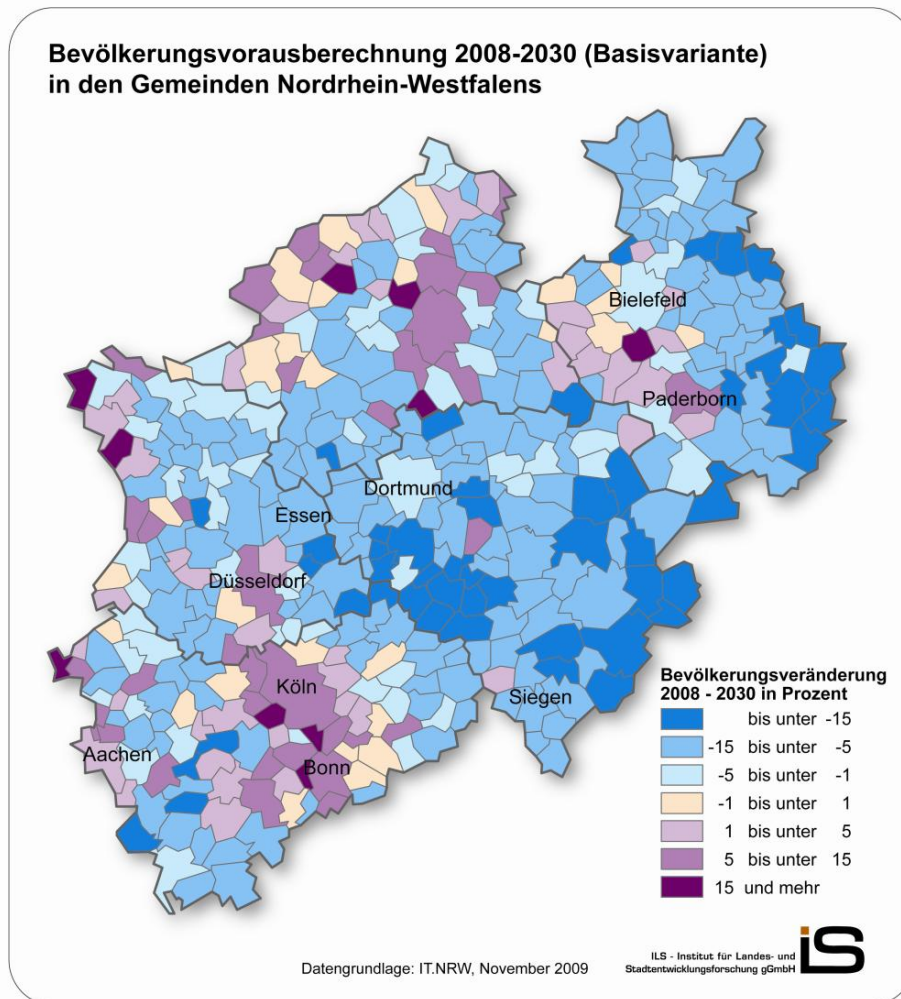 Bevölkerungsvorausberechnung 2008-2030 (Basisvariante)
in den Gemeinden Nordrhein-Westfalens
Bielefeld
Paderborn
Dortmund
Essen
Düsseldorf
Köln
Siegen
Aachen
Bonn
Bevölkerungsveränderung
2008 - 2030 in Prozent
bis unter -15
-15 bis unter -5
-5 bis unter -1
-1 bis unter 1
1 bis unter 5
5 bis unter 15
15 und mehr
Datengrundlage: IT.NRW, November 2009
ILS - Institut für Landes- und
Stadtentwicklungsforschung gGmbH
iLS